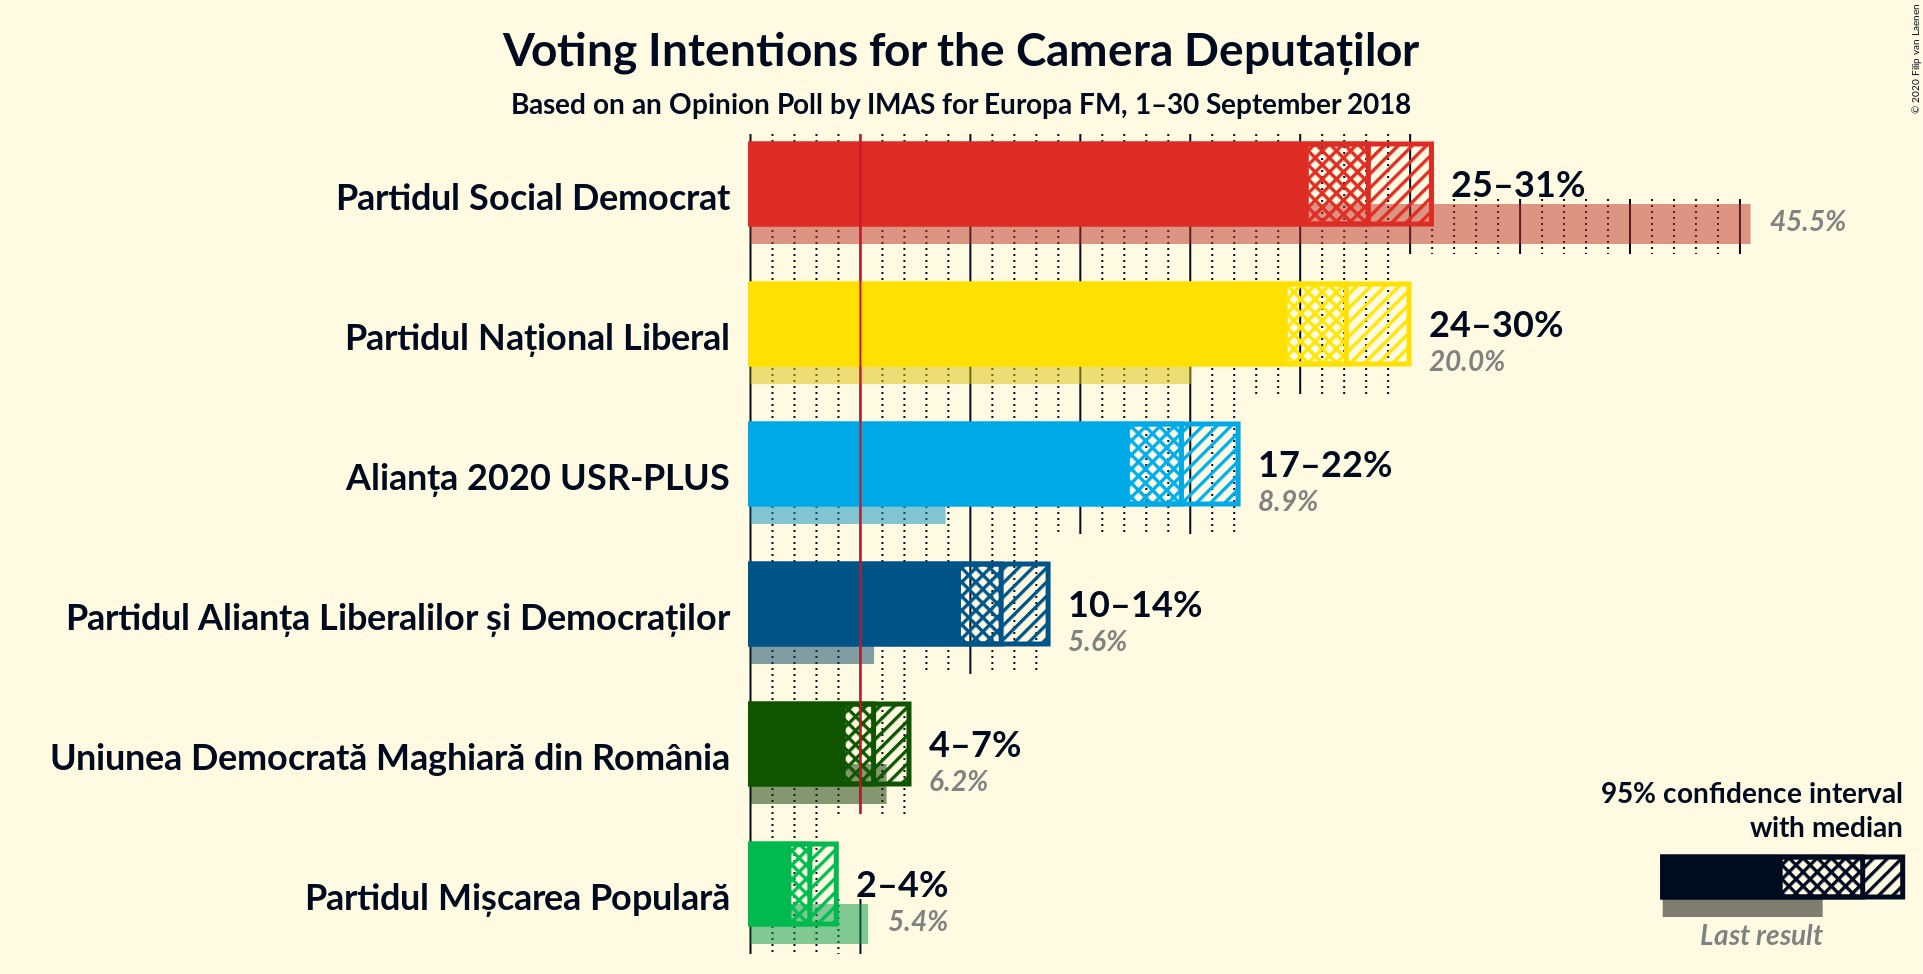 Voting Intentions for the Camera Deputaților
Based on an Opinion Poll by IMAS for Europa FM, 1–30 September 2018
© 2020 Filip van Laenen
Partidul Social Democrat
25–31%
45.5%
Partidul Național Liberal
24–30%
20.0%
Alianța 2020 USR-PLUS
17–22%
8.9%
Partidul Alianța Liberalilor și Democraților
10–14%
5.6%
Uniunea Democrată Maghiară din România
4–7%
6.2%
Partidul Mișcarea Populară
2–4%
5.4%
95% confidence interval
with median
Last result